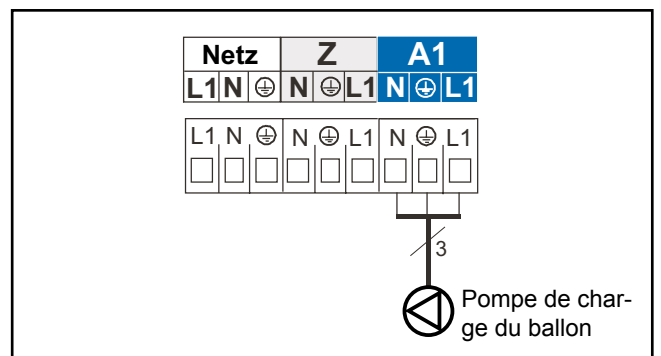 Netz Z A1
L1 N ⏚ N ⏚ L1 N ⏚ L1
L1 N ⏚ N ⏚ L1 N ⏚ L1
3
Pompe de char-
ge du ballon